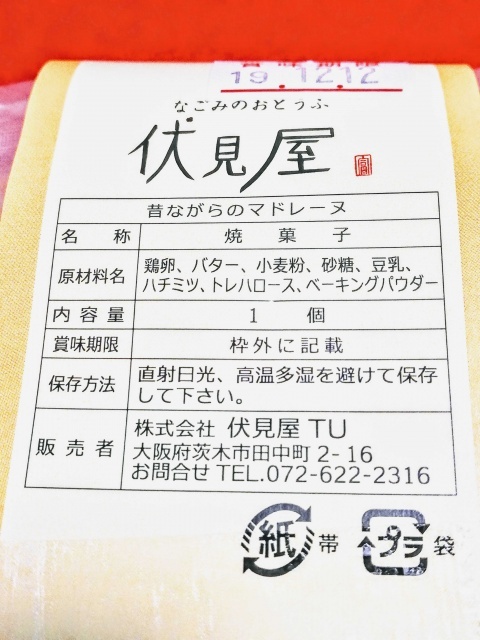 賞味期限
19.12.12
なごみのおとうふ
伏見屋
昔ながらのマドレーヌ
名称 焼菓子
原材料名 鶏卵、バター、小麦粉、砂糖、豆乳、
ハチミツ、トレハロース、ベーキングパウダー
内容量 1個
賞味期限 枠外に記載
保存方法 直射日光、高温多湿を避けて保存
して下さい。
販売者 株式会社 伏見屋TU
大阪府茨木市田中町2-16
お問合せ TEL.072-622-2316
紙 帯 プラ 袋